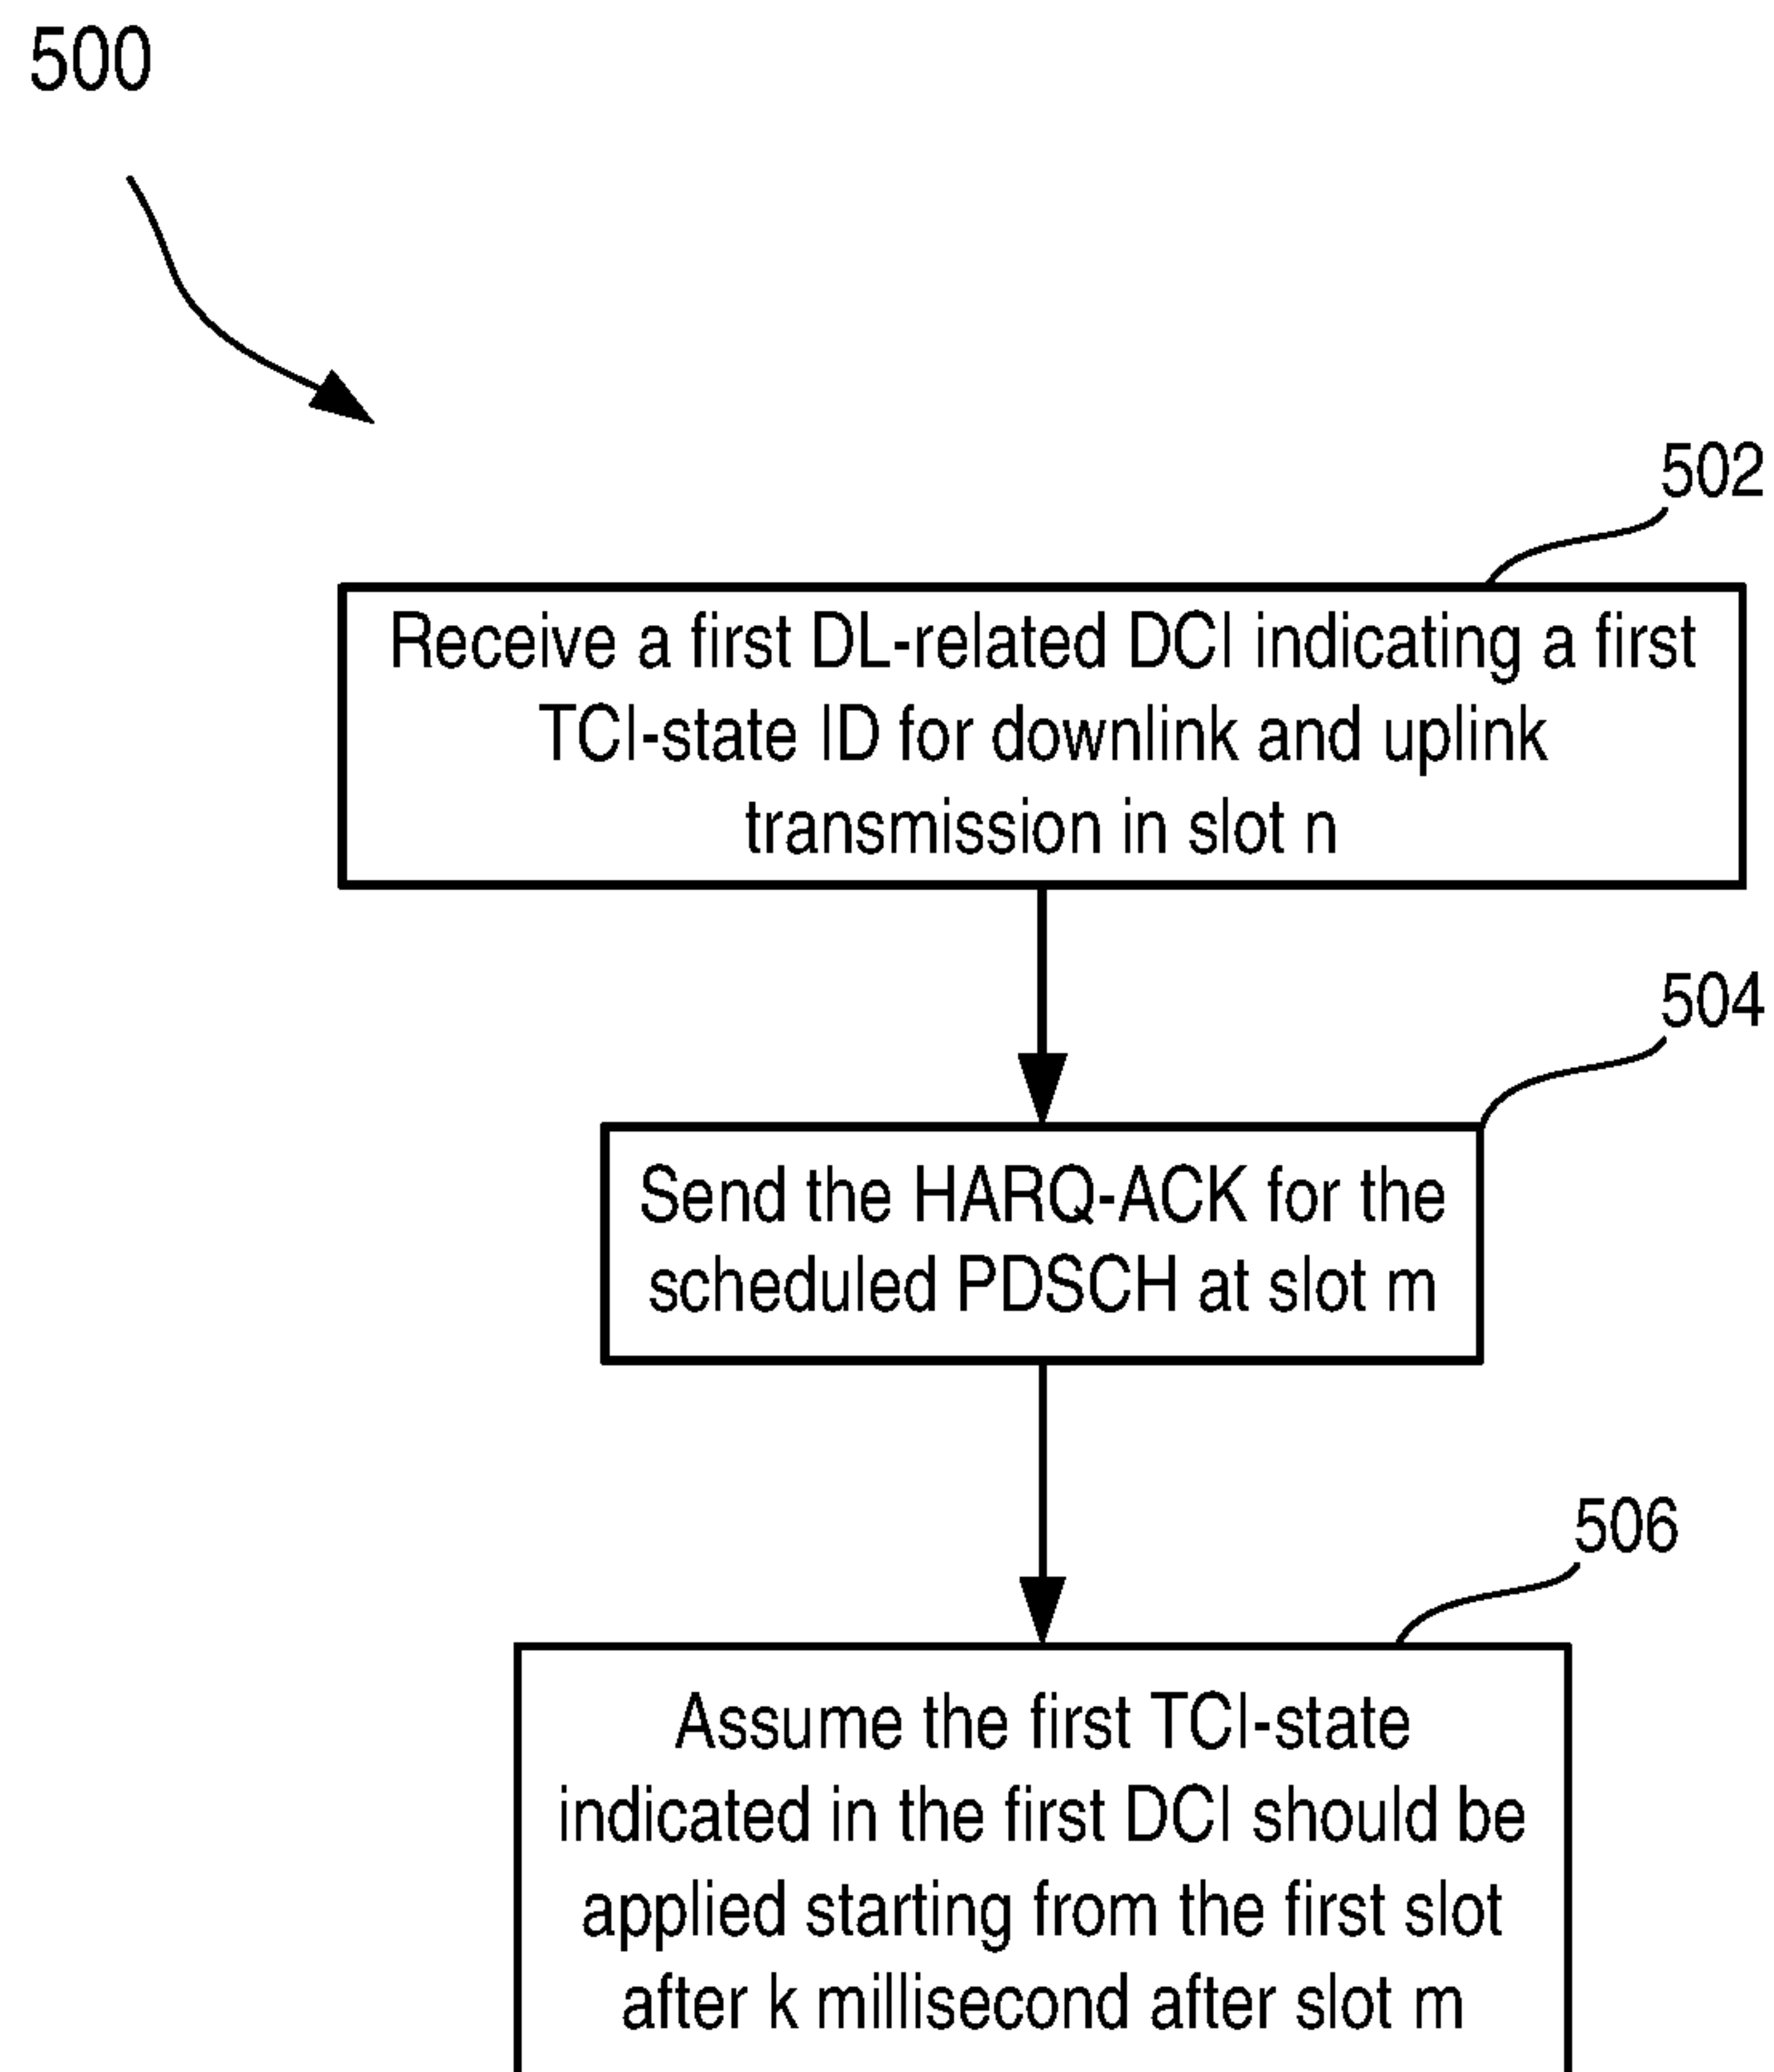 500
502
Receive a first DL-related DCI indicating a first
TCI-state ID for downlink and uplink
transmission in slot n
504
Send the HARQ-ACK for the
scheduled PDSCH at slot m
506
Assume the first TCI-state
indicated in the first DCI should be
applied starting from the first slot
after k millisecond after slot m